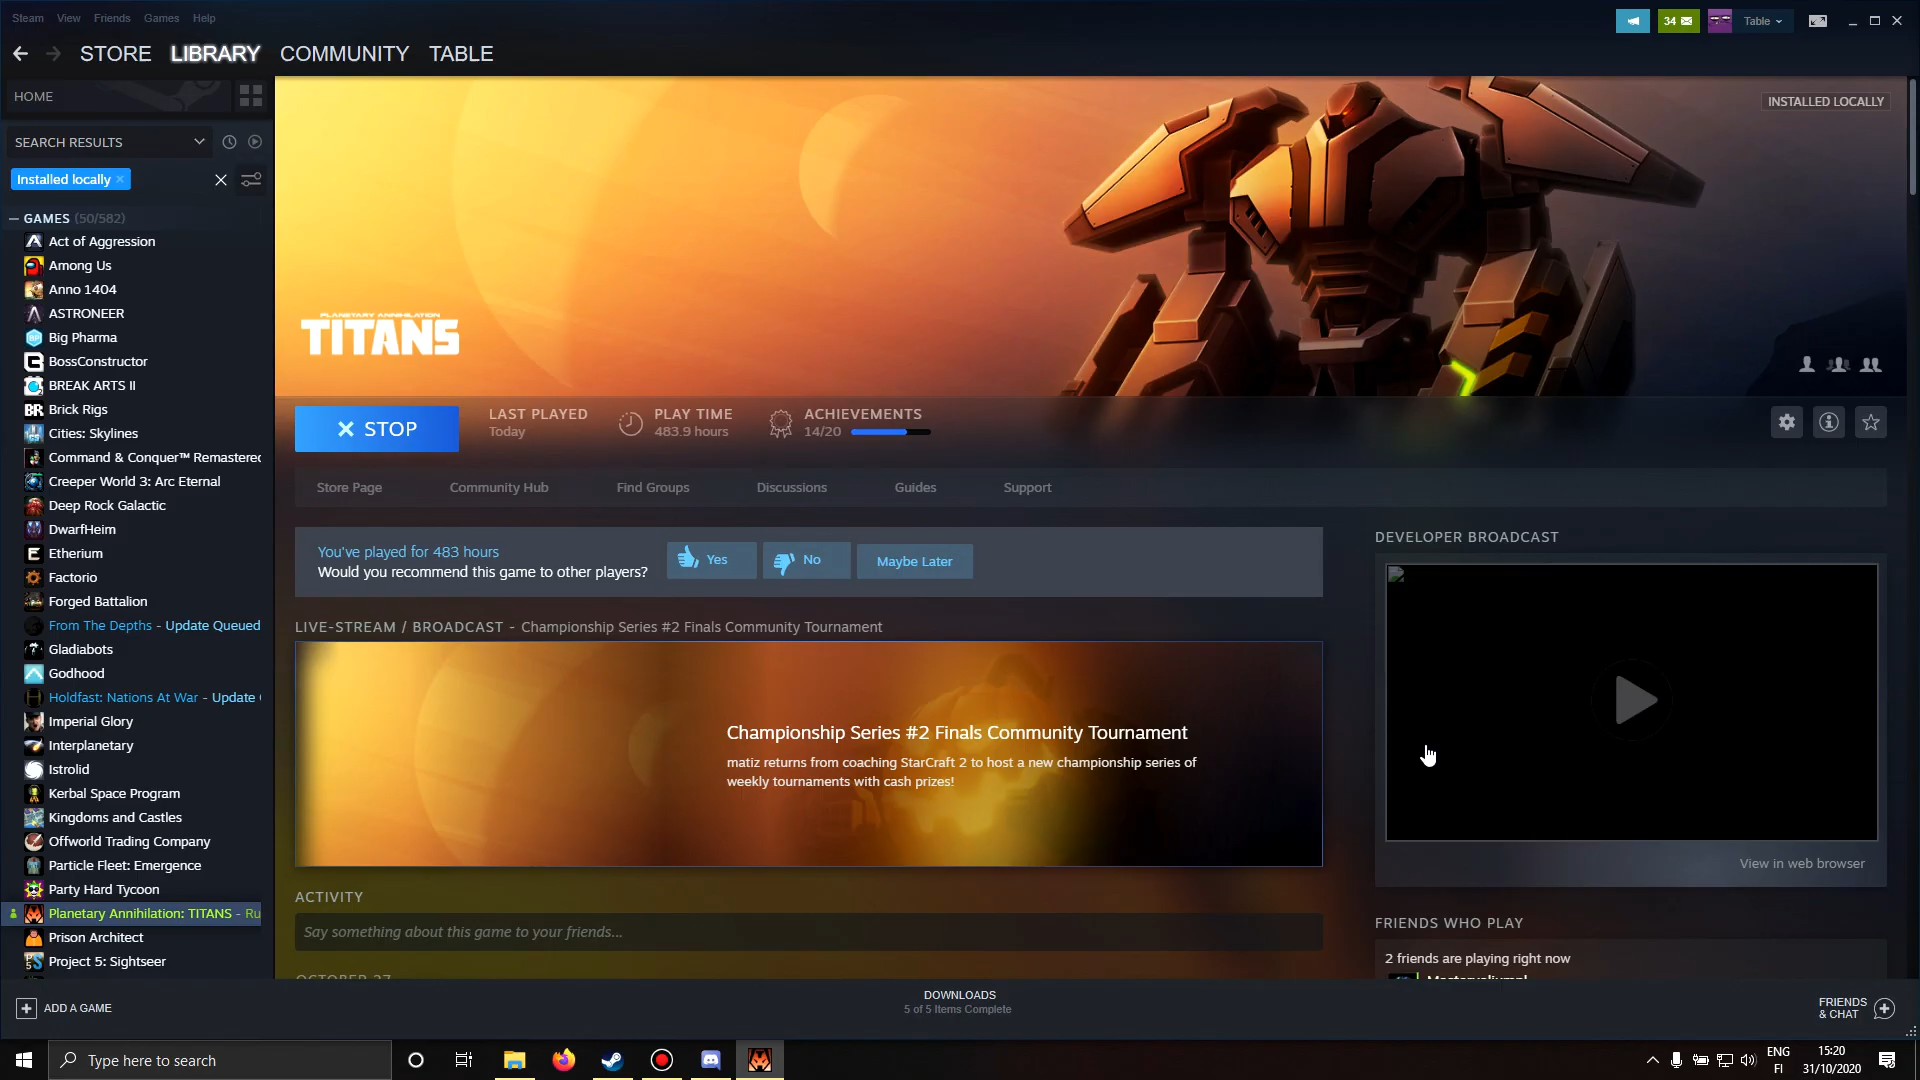 Steam View Friends Games Help
34
Table
STORE LIBRARY COMMUNITY TABLE
HOME
INSTALLED LOCALLY
SEARCH RESULTS
Installed locally
GAMES (50/582)
Act of Aggression
Among Us
Anno 1404
ASTRONEER
Big Pharma
BossConstructor
BREAK ARTS II
Brick Rigs
Cities: Skylines
Command & Conquer™ Remastered
Creeper World 3: Arc Eternal
Deep Rock Galactic
DwarfHeim
Etherium
Factorio
Forged Battalion
From The Depths - Update Queued
Gladiabots
Godhood
Holdfast: Nations At War - Update
Imperial Glory
Interplanetary
Istrolid
Kerbal Space Program
Kingdoms and Castles
Offworld Trading Company
Particle Fleet: Emergence
Party Hard Tycoon
Planetary Annihilation: TITANS - Ru
Prison Architect
Project 5: Sightseer
PLANETARY ANNIHILATION
TITANS
STOP
LAST PLAYED
Today
PLAY TIME
483.9 hours
ACHIEVEMENTS
14/20
Store Page Community Hub Find Groups Discussions Guides Support
You've played for 483 hours
Would you recommend this game to other players?
Yes
No
Maybe Later
LIVE-STREAM / BROADCAST - Championship Series #2 Finals Community Tournament
Championship Series #2 Finals Community Tournament
matiz returns from coaching StarCraft 2 to host a new championship series of
weekly tournaments with cash prizes!
ACTIVITY
Say something about this game to your friends...
OCTOBER 27
DEVELOPER BROADCAST
View in web browser
FRIENDS WHO PLAY
2 friends are playing right now
ADD A GAME
DOWNLOADS
5 of 5 Items Complete
FRIENDS
& CHAT
Type here to search
ENG
FI
15:20
31/10/2020